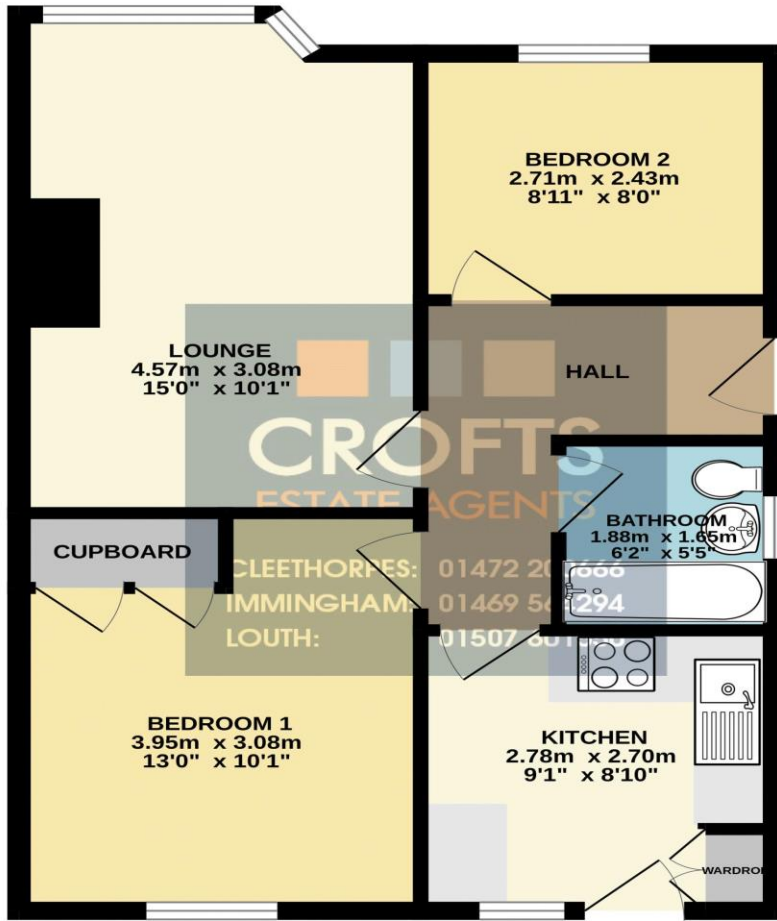 BEDROOM 2
2.71m x 2.43m
8'11" x 8'0"
LOUNGE
4.57m x 3.08m
15'0" x 10'1"
HALL
CROFTS
ESTATE AGENTS
BATHROOM
1.88m x 1.65m
6'2" x 5'5"
CUPBOARD
CLEETHORPES: 01472
IMMINGHAM: 01469
LOUTH: 01507
BEDROOM 1
3.95m x 3.08m
13'0" x 10'1"
KITCHEN
2.78m x 2.70m
9'1" x 8'10"